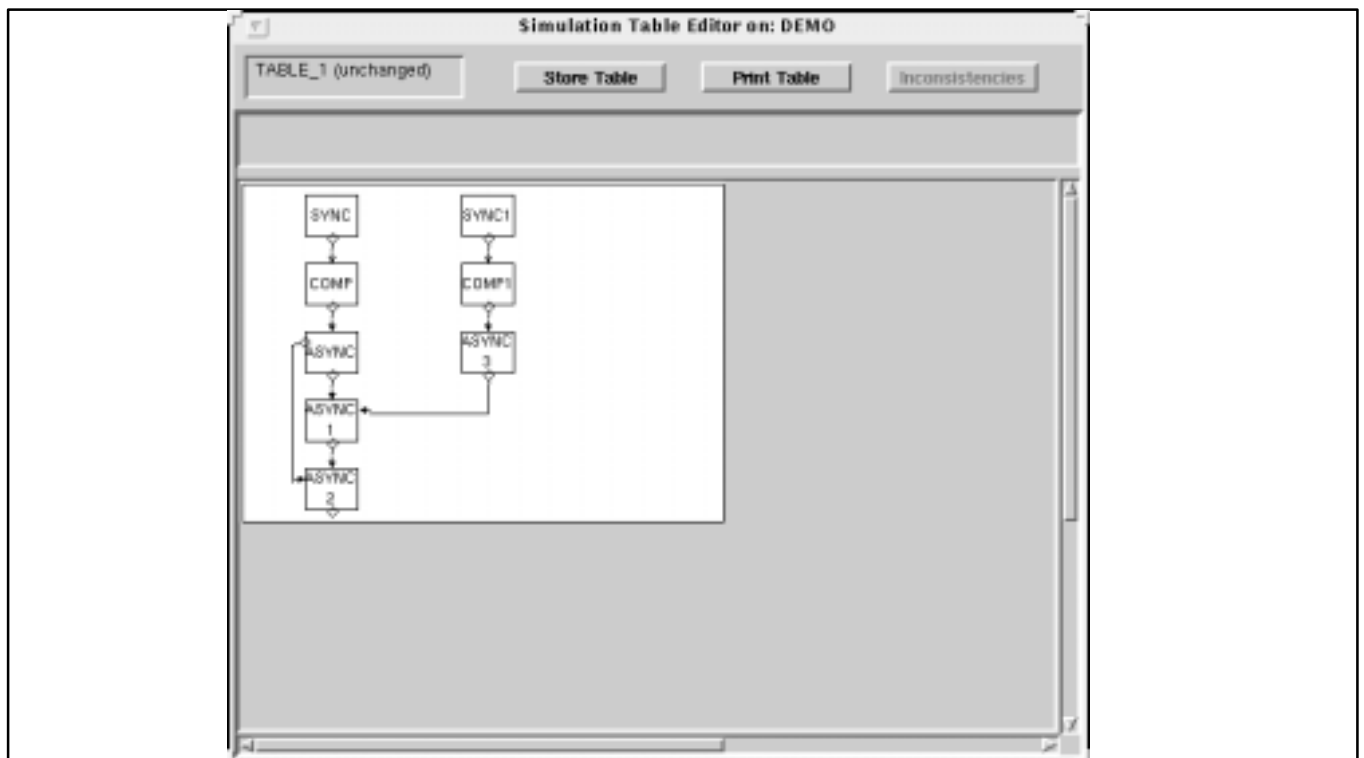 Simulation Table Editor on: DEMO
TABLE_1 (unchanged)
Store Table
Print Table
Inconsistencies
SYNC
SYNC1
COMP
COMP1
ASYNC
ASYNC
3
ASYNC
1
ASYNC
2